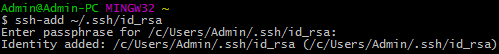 Admin@Admin-PC MINGW32 ~
$ ssh-add ~/.ssh/id_rsa
Enter passphrase for /c/Users/Admin/.ssh/id_rsa:
Identity added: /c/Users/Admin/.ssh/id_rsa (/c/Users/Admin/.ssh/id_rsa)